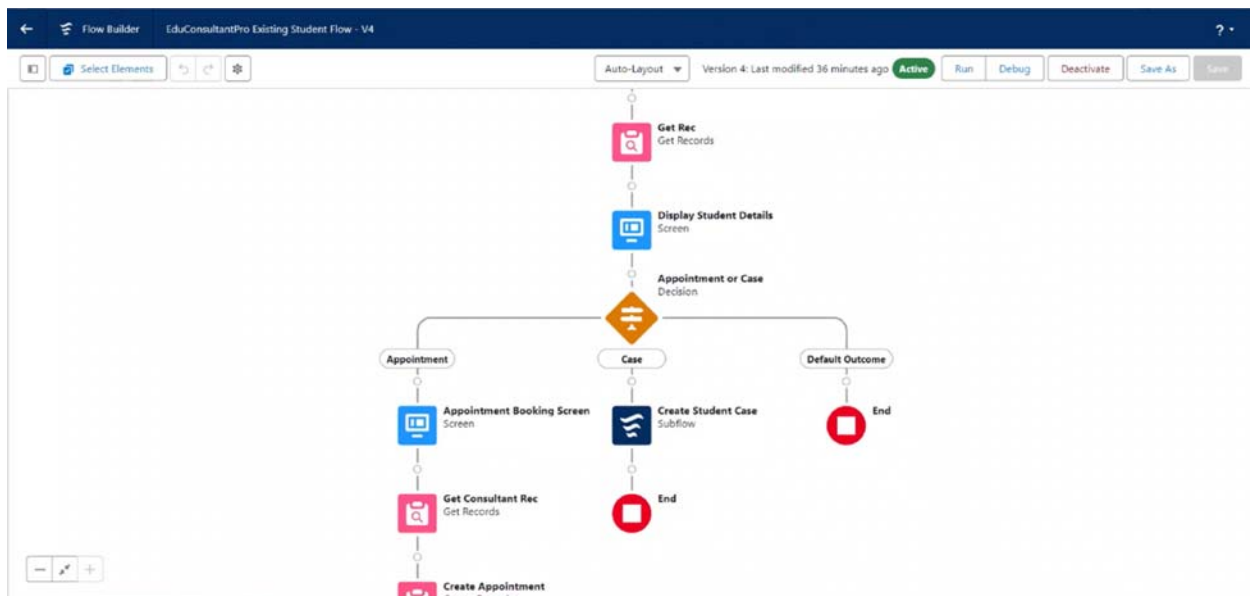 Flow Builder
EduConsultantPro Existing Student Flow - V4
?
Select Elements
Auto-Layout
Version 4: Last modified 36 minutes ago
Active
Run
Debug
Deactivate
Save As
Save
Get Rec
Get Records
Display Student Details
Screen
Appointment or Case
Decision
Appointment
Case
Default Outcome
Appointment Booking Screen
Screen
Create Student Case
Subflow
End
Get Consultant Rec
Get Records
End
Create Appointment